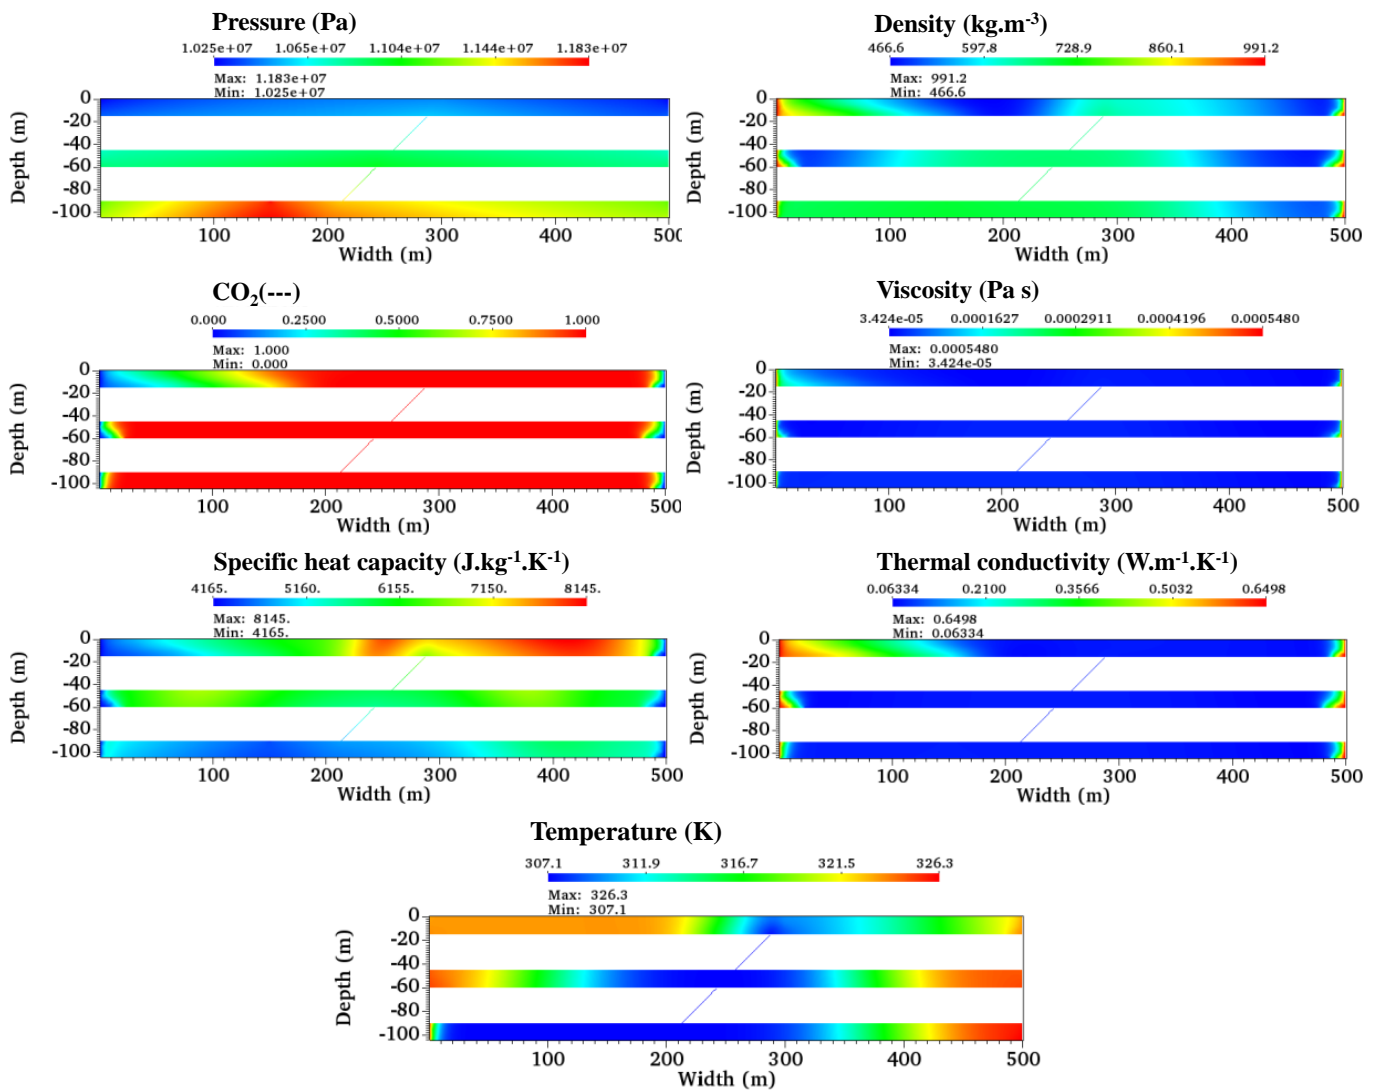 Pressure (Pa)
1.025e+07 1.065e+07 1.104e+07 1.144e+07 1.183e+07
Max: 1.183e+07
Min: 1.025e+07
Depth (m)
0
-20
-40
-60
-80
-100
100 200 300 400 500
Width (m)
Density (kg.m-3)
466.6 597.8 728.9 860.1 991.2
Max: 991.2
Min: 466.6
Depth (m)
0
-20
-40
-60
-80
-100
100 200 300 400 500
Width (m)
CO2(---)
0.000 0.2500 0.5000 0.7500 1.000
Max: 1.000
Min: 0.000
Depth (m)
0
-20
-40
-60
-80
-100
100 200 300 400 500
Width (m)
Viscosity (Pa s)
3.424e-05 0.0001627 0.0002911 0.0004196 0.0005480
Max: 0.0005480
Min: 3.424e-05
Depth (m)
0
-20
-40
-60
-80
-100
100 200 300 400 500
Width (m)
Specific heat capacity (J.kg-1.K-1)
4165. 5160. 6155. 7150. 8145.
Max: 8145.
Min: 4165.
Depth (m)
0
-20
-40
-60
-80
-100
100 200 300 400 500
Width (m)
Thermal conductivity (W.m-1.K-1)
0.06334 0.2100 0.3566 0.5032 0.6498
Max: 0.6498
Min: 0.06334
Depth (m)
0
-20
-40
-60
-80
-100
100 200 300 400 500
Width (m)
Temperature (K)
307.1 311.9 316.7 321.5 326.3
Max: 326.3
Min: 307.1
Depth (m)
0
-20
-40
-60
-80
-100
100 200 300 400 500
Width (m)